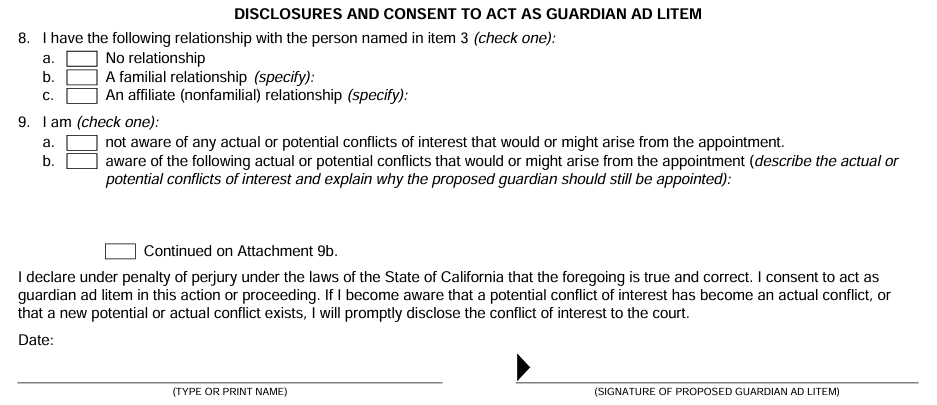 DISCLOSURES AND CONSENT TO ACT AS GUARDIAN AD LITEM
8. I have the following relationship with the person named in item 3 (check one):
a. No relationship
b. A familial relationship (specify):
c. An affiliate (nonfamilial) relationship (specify):
9. I am (check one):
a. not aware of any actual or potential conflicts of interest that would or might arise from the appointment.
b. aware of the following actual or potential conflicts that would or might arise from the appointment (describe the actual or
potential conflicts of interest and explain why the proposed guardian should still be appointed):
Continued on Attachment 9b.
I declare under penalty of perjury under the laws of the State of California that the foregoing is true and correct. I consent to act as
guardian ad litem in this action or proceeding. If I become aware that a potential conflict of interest has become an actual conflict, or
that a new potential or actual conflict exists, I will promptly disclose the conflict of interest to the court.
Date:
(TYPE OR PRINT NAME) (SIGNATURE OF PROPOSED GUARDIAN AD LITEM)